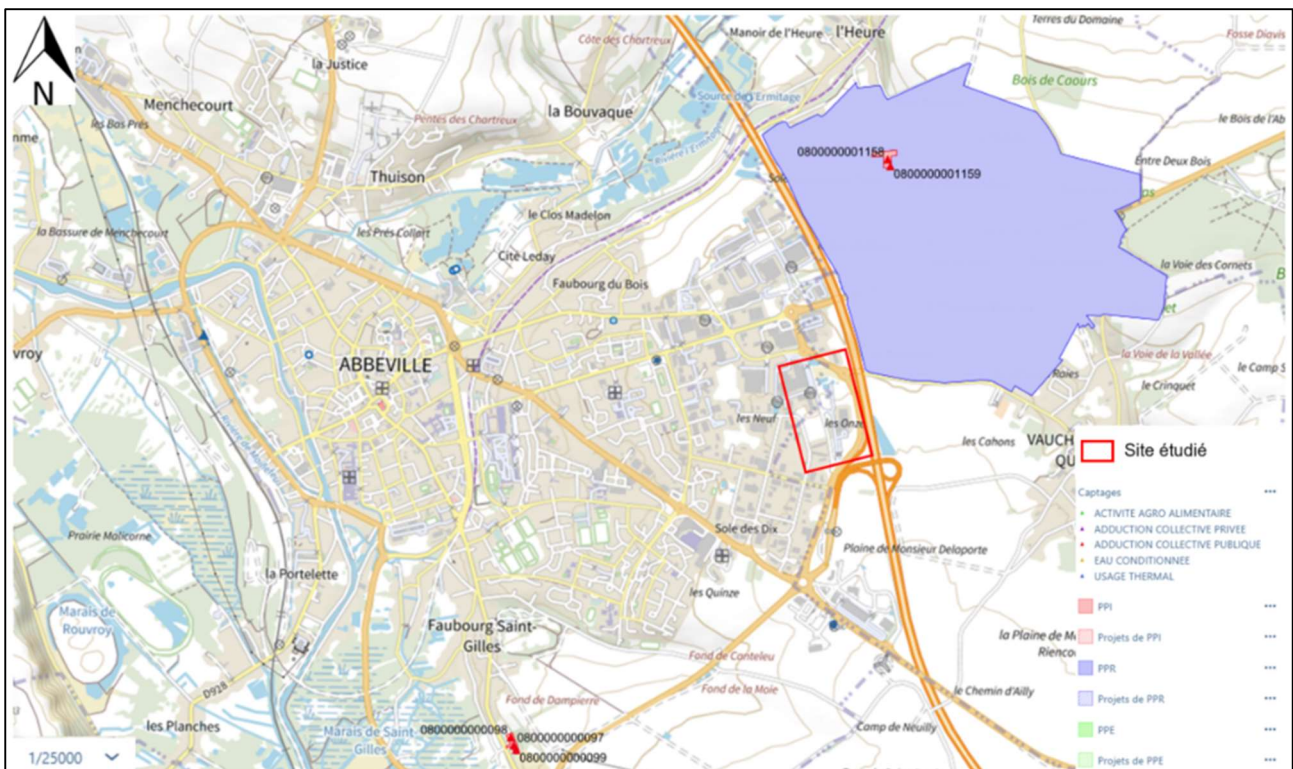 N
Terres du Domaine
Manoir de l'Heure
l'Heure
Fosse Diavis
Côte des Chartreux
la Justice
Bois de Caours
Menchecourt
Source de l'Ermitage
les Bas Prés
Pentes des Chartreux
la Bouvaque
le Bois de l'Ab
nme
Rivière l'Ermitage
0800000001158
Entre Deux Bois
Thuison
0800000001159
le Clos Madelon
la Bassure de Menchecourt
les Prés Collart
Cité Leday
la Voie des Cornets
Faubourg du Bois
vroy
ABBEVILLE
la Voie de la Vallée
Raies
le Camp S
le Crinquet
les Neuf
les Onze
les Cahons
VAUCH
QU
Site étudié
Captages
ACTIVITE AGRO ALIMENTAIRE
ADDUCTION COLLECTIVE PRIVEE
ADDUCTION COLLECTIVE PUBLIQUE
EAU CONDITIONNEE
USAGE THERMAL
Sole des Dix
Prairie Malicorne
Plaine de Monsieur Delaporte
la Portelette
les Quinze
PPI
Marais de
Rouvroy
Faubourg Saint-
Gilles
la Plaine de M
Riencou
Projets de PPI
Fond de Canteleu
PPR
D918
Fond de la Moie
le Chemin d'Ailly
Projets de PPR
Fond de Dampierre
les Planches
Marais de Saint-
Gilles
0800000000098
0800000000097
Camp de Neuilly
PPE
0800000000099
1/25000
Projets de PPE